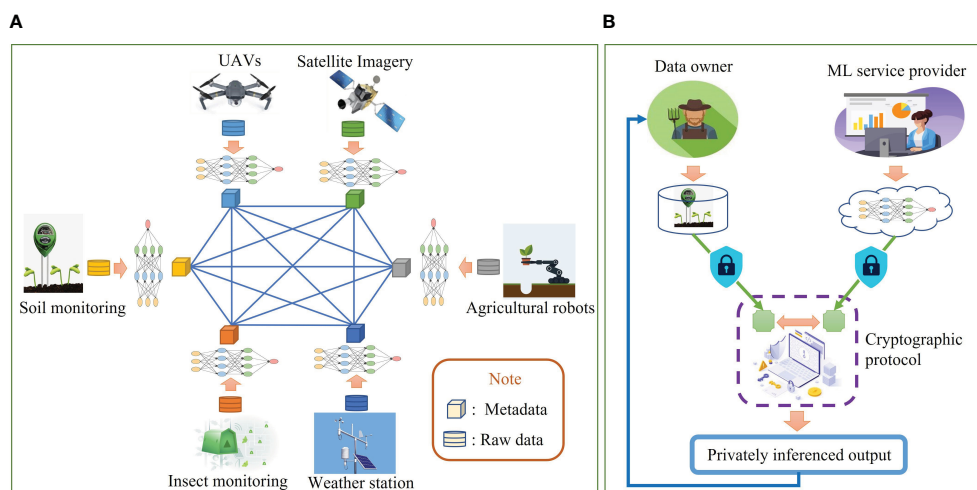 A
B
UAVs
Satellite Imagery
Soil monitoring
Agricultural robots
Insect monitoring
Weather station
Note
: Metadata
: Raw data
Data owner
ML service provider
Cryptographic
protocol
Privately inferenced output